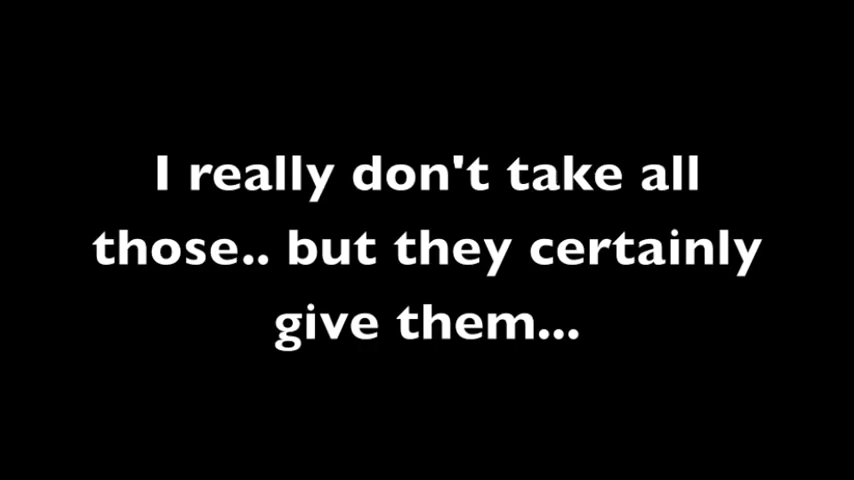 I really don't take all
those.. but they certainly
give them...